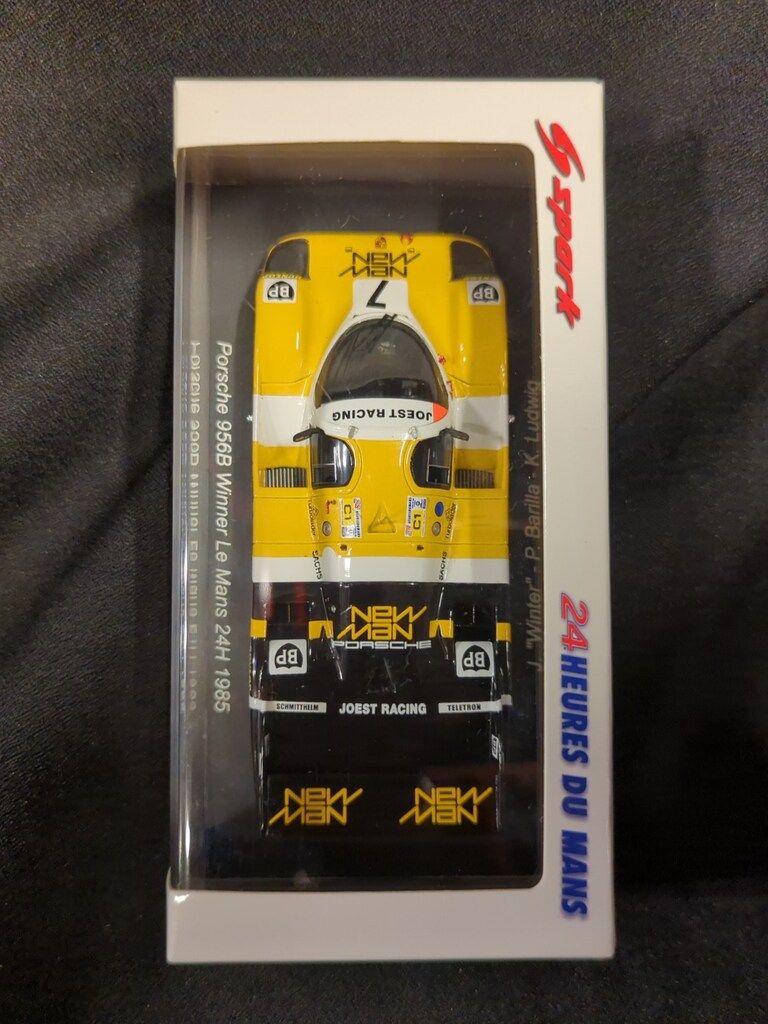 spark
24 HEURES DU MANS
Porsche 956B Winner Le Mans 24H 1985
J. "Winter" - P. Barilla - K. Ludwig
New
Man
BP
BP
7
JOEST RACING
C1
C1
SACHS
SACHS
New
Man
PORSCHE
BP
BP
SCHMITTHELM
JOEST RACING
TELETRON
New
Man
New
Man